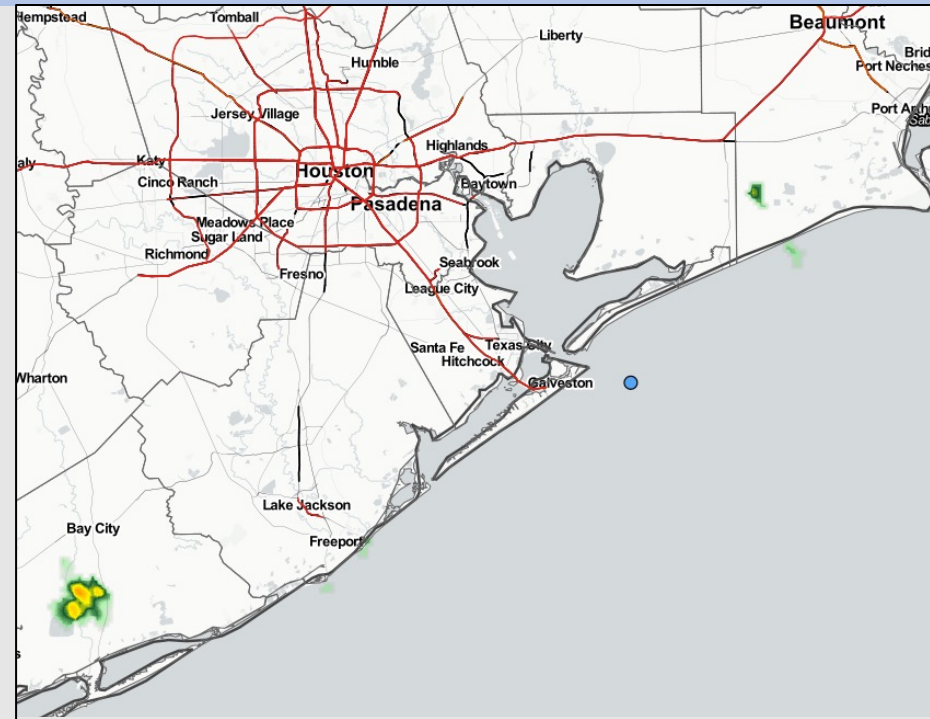 Hempstead
Tomball
Beaumont
Liberty
Humble
Port Neches
Port Arth
Sab
Jersey Village
Highlands
Katy
aly
Houston
Cinco Ranch
Baytown
Pasadena
Meadows Place
Sugar Land
Richmond
Seabrook
Fresno
League City
Santa Fe
Texas City
Hitchcock
Wharton
Galveston
Lake Jackson
Bay City
Freeport
s